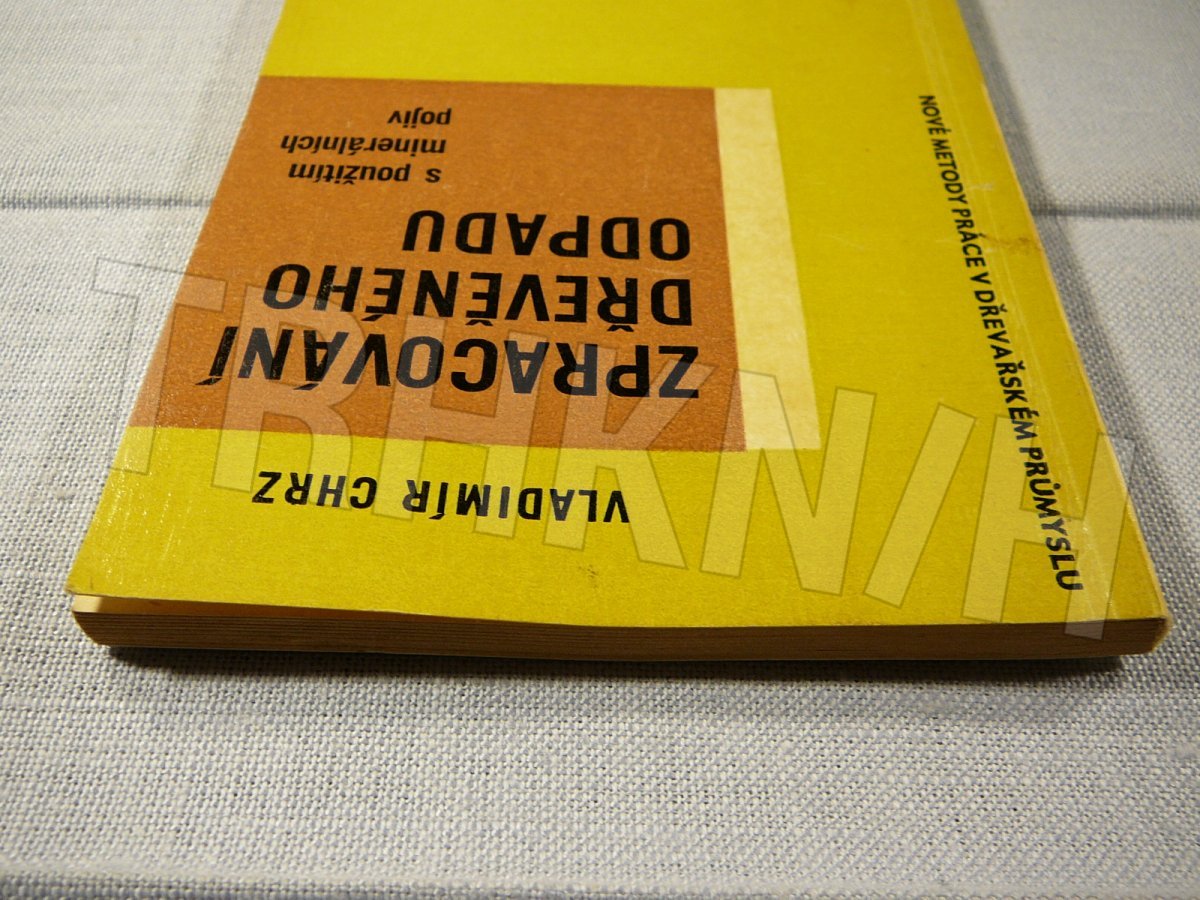 VLADIMÍR CHRZ
ZPRACOVÁNÍ
DŘEVĚNÉHO
ODPADU
s použitím
minerálních
pojiv
NOVÉ METODY PRÁCE V DŘEVAŘSKÉM PRŮMYSLU
TRHKNIH